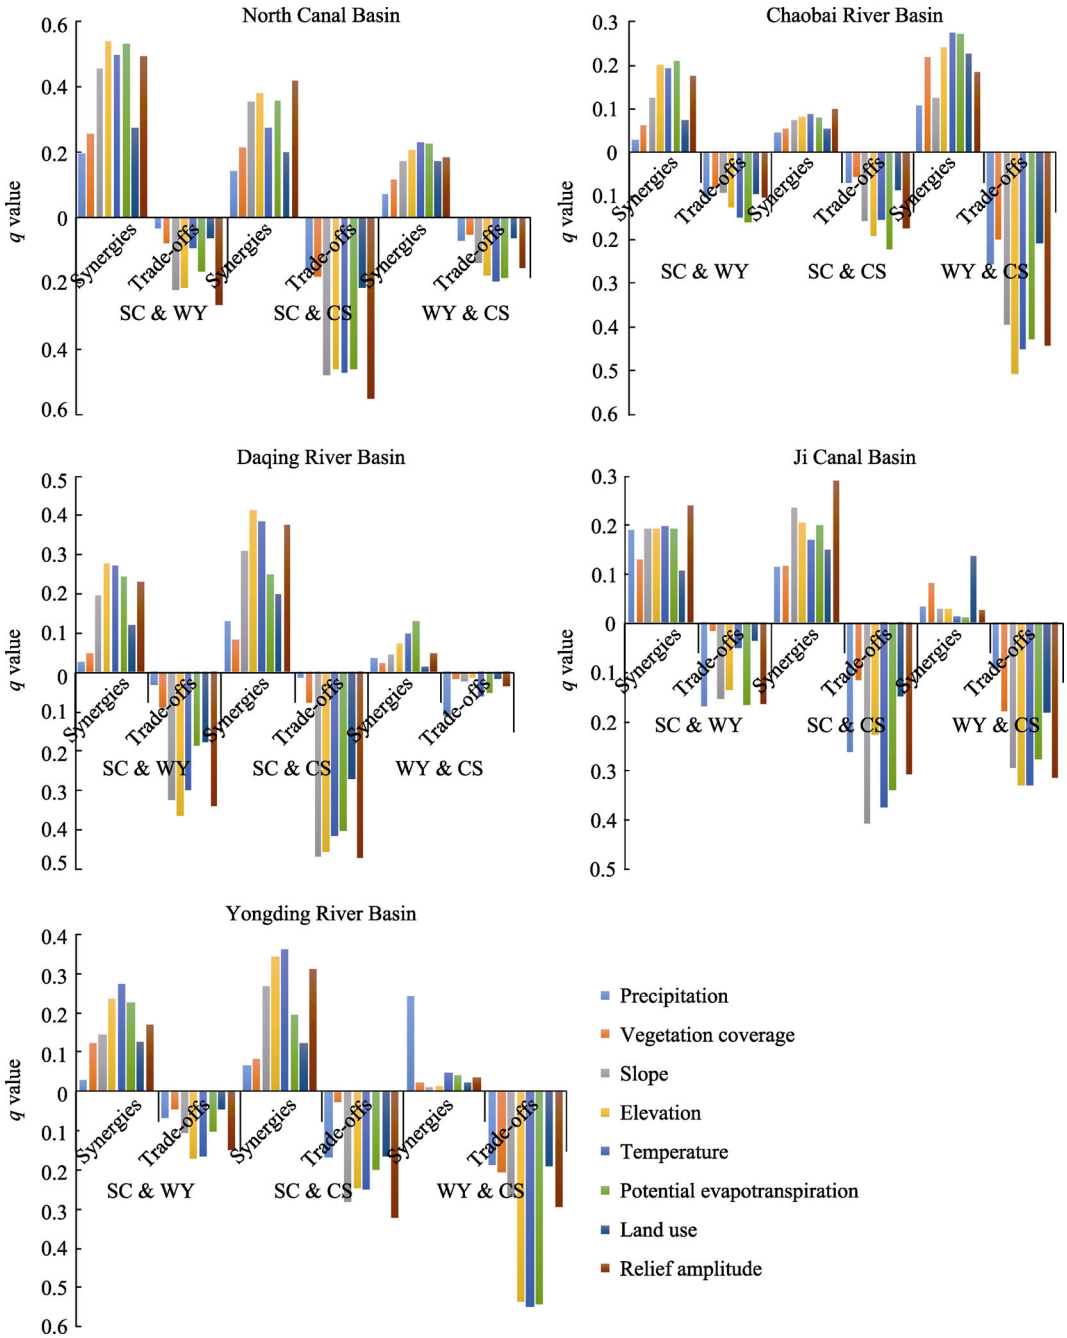 North Canal Basin
0.6
0.4
0.2
0
0.2
0.4
0.6
q value
Synergies
Trade-offs
Synergies
Trade-offs
Synergies
Trade-offs
SC & WY
SC & CS
WY & CS
Chaobai River Basin
0.3
0.2
0.1
0
0.1
0.2
0.3
0.4
0.5
0.6
q value
Synergies
Trade-offs
Synergies
Trade-offs
Synergies
Trade-offs
SC & WY
SC & CS
WY & CS
Daqing River Basin
0.5
0.4
0.3
0.2
0.1
0
0.1
0.2
0.3
0.4
0.5
q value
Synergies
Trade-offs
Synergies
Trade-offs
Synergies
Trade-offs
SC & WY
SC & CS
WY & CS
Ji Canal Basin
0.3
0.2
0.1
0
0.1
0.2
0.3
0.4
0.5
q value
Synergies
Trade-offs
Synergies
Trade-offs
Synergies
Trade-offs
SC & WY
SC & CS
WY & CS
Yongding River Basin
0.4
0.3
0.2
0.1
0
0.1
0.2
0.3
0.4
0.5
0.6
q value
Synergies
Trade-offs
Synergies
Trade-offs
Synergies
Trade-offs
SC & WY
SC & CS
WY & CS
Precipitation
Vegetation coverage
Slope
Elevation
Temperature
Potential evapotranspiration
Land use
Relief amplitude